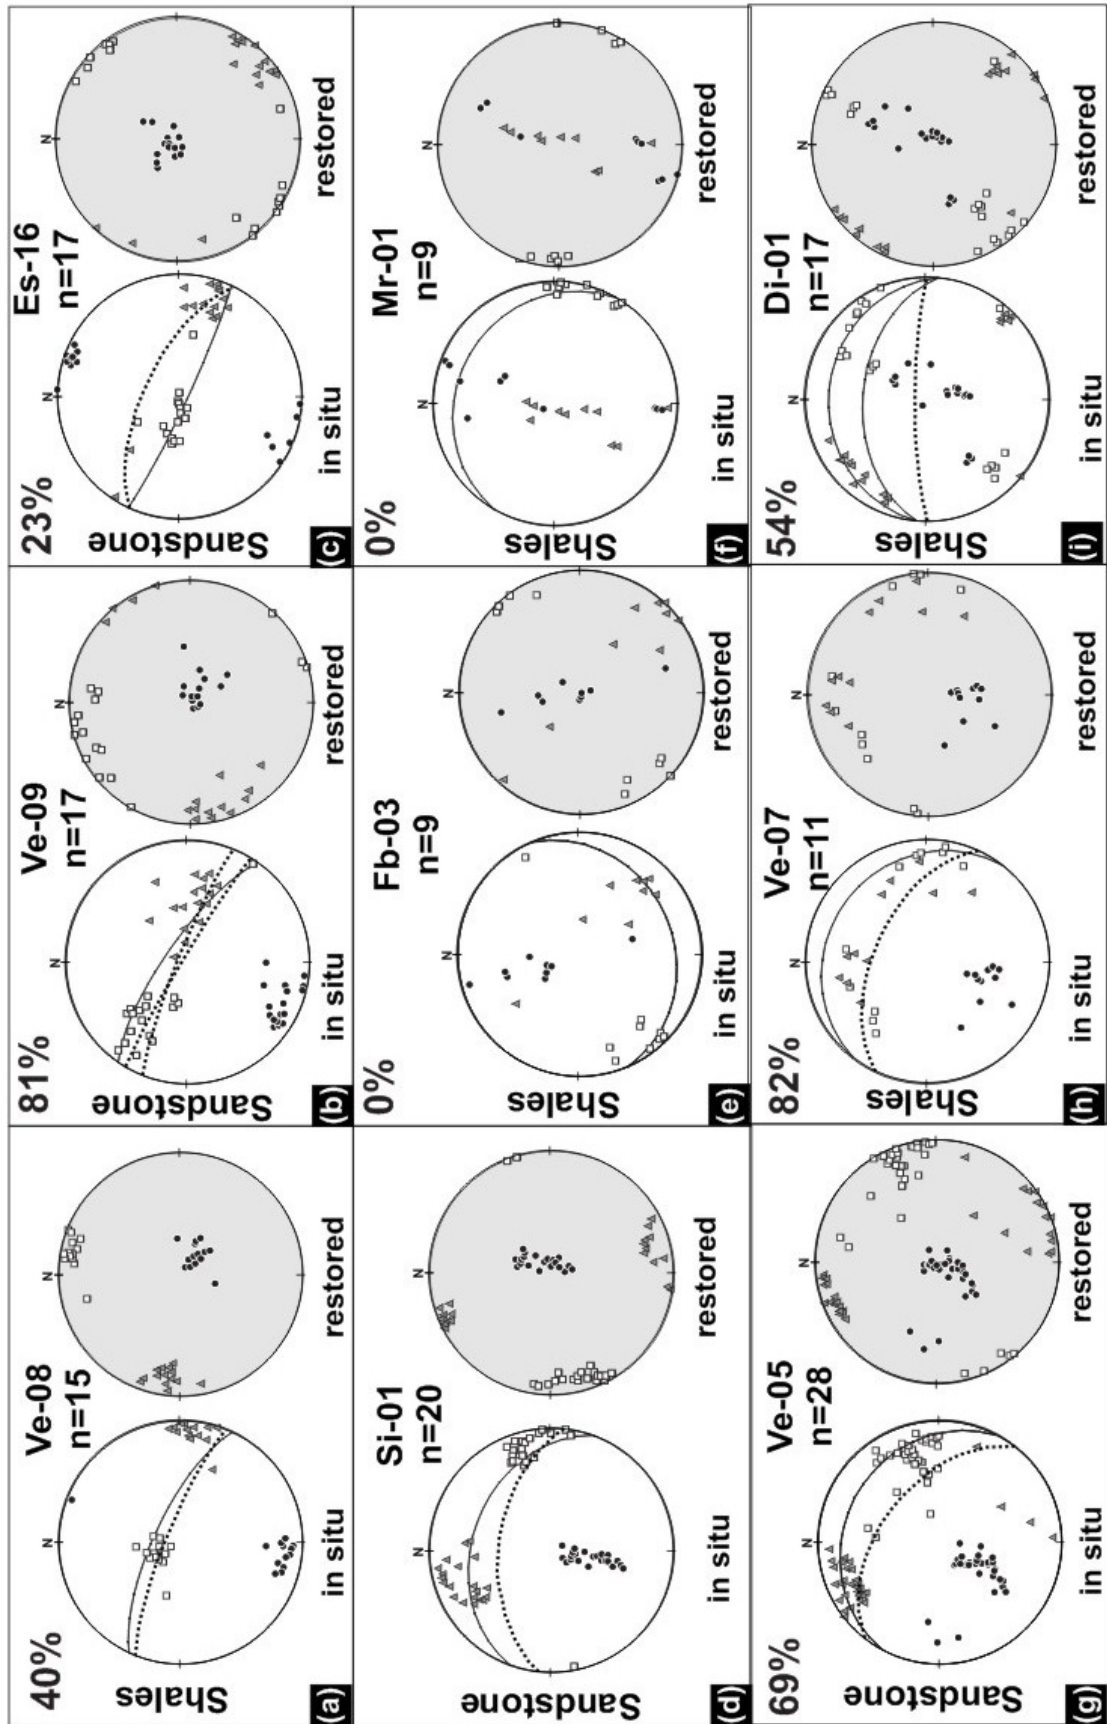 40%
Ve-08
n=15
N
N
Shales
(a)
in situ
restored
81%
Ve-09
n=17
N
N
Sandstone
(b)
in situ
restored
23%
Es-16
n=17
N
N
Sandstone
(c)
in situ
restored
Si-01
n=20
N
N
Sandstone
(d)
in situ
restored
0%
Fb-03
n=9
N
N
Shales
(e)
in situ
restored
0%
Mr-01
n=9
N
N
Shales
(f)
in situ
restored
69%
Ve-05
n=28
N
N
Sandstone
(g)
in situ
restored
82%
Ve-07
n=11
N
N
Shales
(h)
in situ
restored
54%
Di-01
n=17
N
N
Shales
(i)
in situ
restored